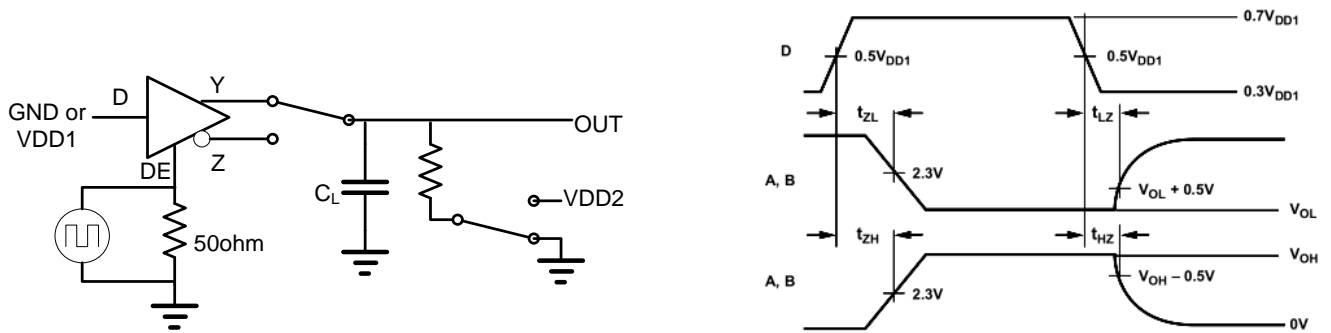 D
Y
GND or
VDD1
OUT
Z
DE
C_L
VDD2
50ohm
0.7V_DD1
D
0.5V_DD1
0.5V_DD1
0.3V_DD1
t_ZL
t_LZ
2.3V
A, B
V_OL + 0.5V
V_OL
t_ZH
t_HZ
V_OH
V_OH – 0.5V
A, B
2.3V
0V